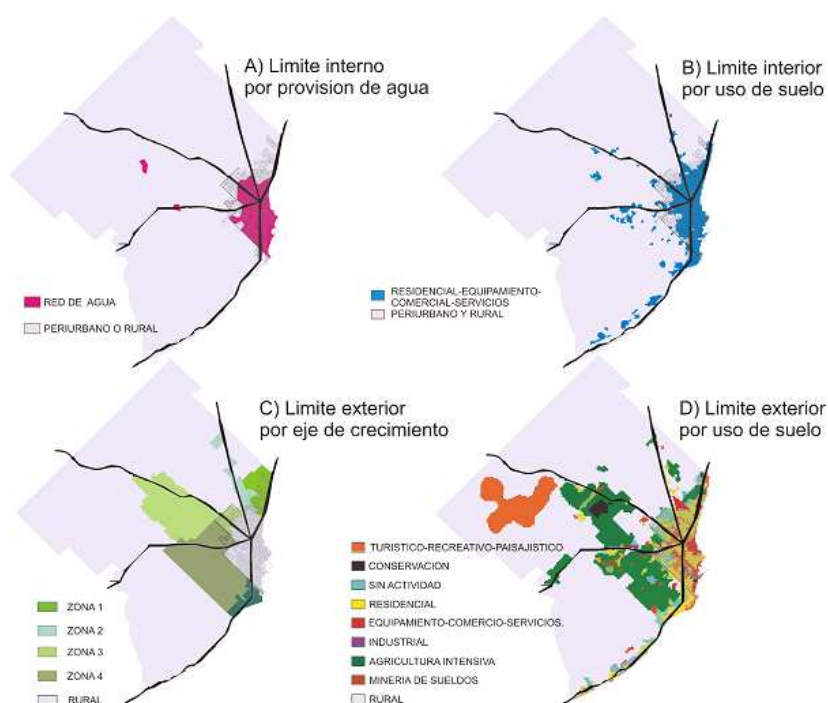 A) Limite interno
por provision de agua
RED DE AGUA
PERIURBANO O RURAL
B) Limite interior
por uso de suelo
RESIDENCIAL-EQUIPAMIENTO-
COMERCIAL-SERVICIOS
PERIURBANO Y RURAL
C) Limite exterior
por eje de crecimiento
ZONA 1
ZONA 2
ZONA 3
ZONA 4
RURAL
D) Limite exterior
por uso de suelo
TURISTICO-RECREATIVO-PAISAJISTICO
CONSERVACION
SIN ACTIVIDAD
RESIDENCIAL
EQUIPAMIENTO-COMERCIO-SERVICIOS.
INDUSTRIAL
AGRICULTURA INTENSIVA
MINERIA DE SUELDOS
RURAL